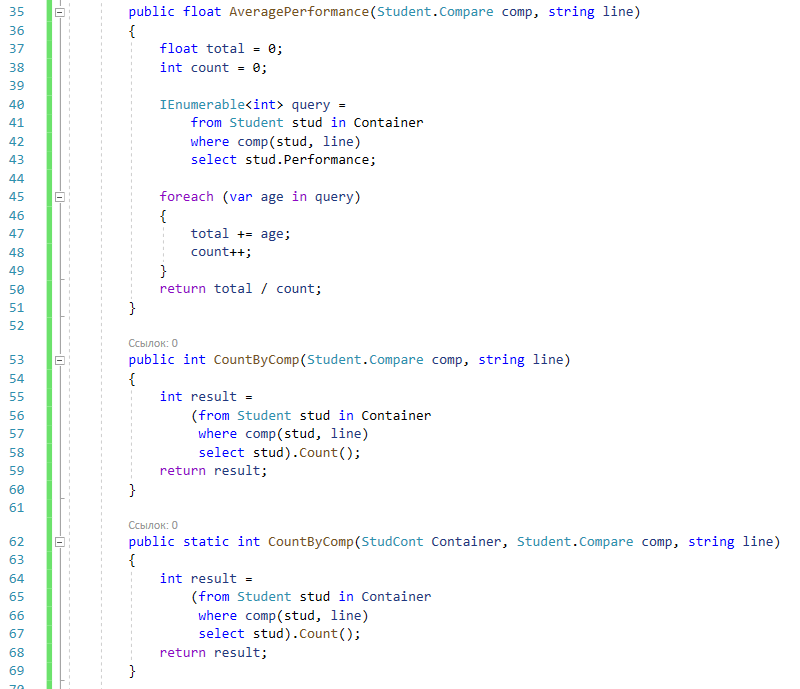 35 public float AveragePerformance(Student.Compare comp, string line)
36 {
37 float total = 0;
38 int count = 0;
39
40 IEnumerable<int> query =
41 from Student stud in Container
42 where comp(stud, line)
43 select stud.Performance;
44
45 foreach (var age in query)
46 {
47 total += age;
48 count++;
49 }
50 return total / count;
51 }
52
Ссылок: 0
53 public int CountByComp(Student.Compare comp, string line)
54 {
55 int result =
56 (from Student stud in Container
57 where comp(stud, line)
58 select stud).Count();
59 return result;
60 }
61
Ссылок: 0
62 public static int CountByComp(StudCont Container, Student.Compare comp, string line)
63 {
64 int result =
65 (from Student stud in Container
66 where comp(stud, line)
67 select stud).Count();
68 return result;
69 }
70